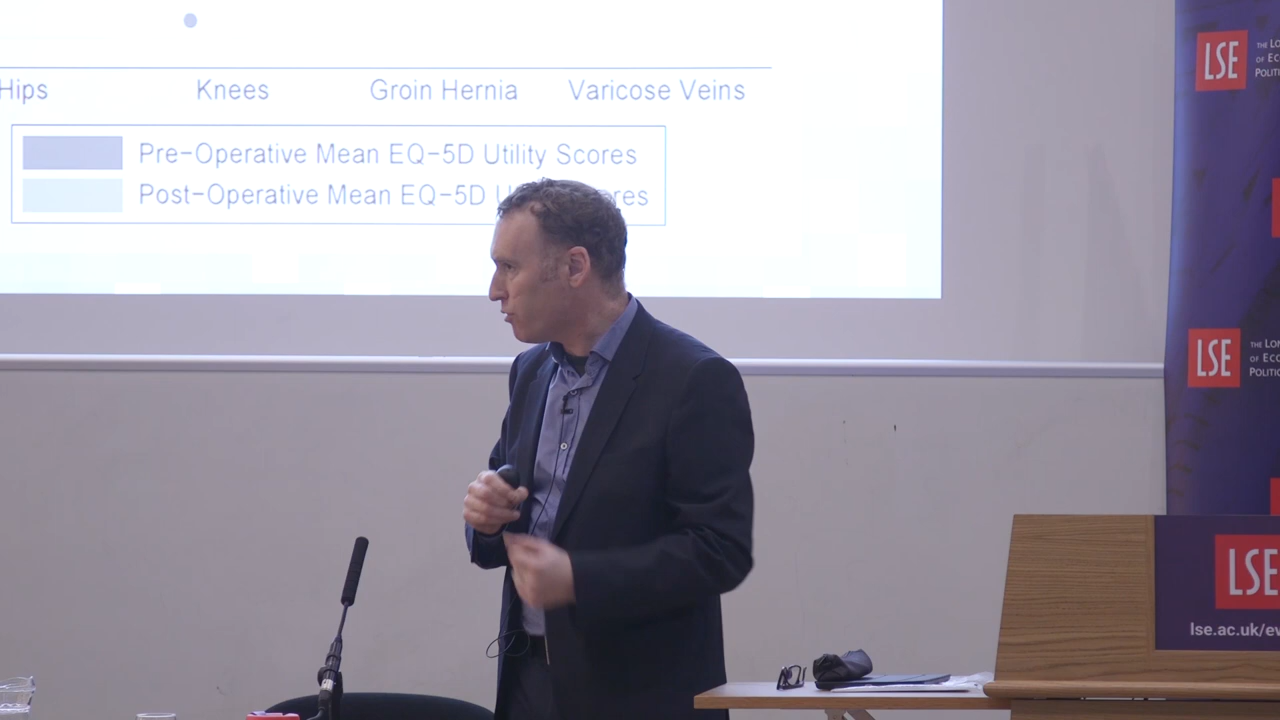 Hips Knees Groin Hernia Varicose Veins
Pre-Operative Mean EQ-5D Utility Scores
Post-Operative Mean EQ-5D
LSE
LSE
LSE
lse.ac.uk/ev